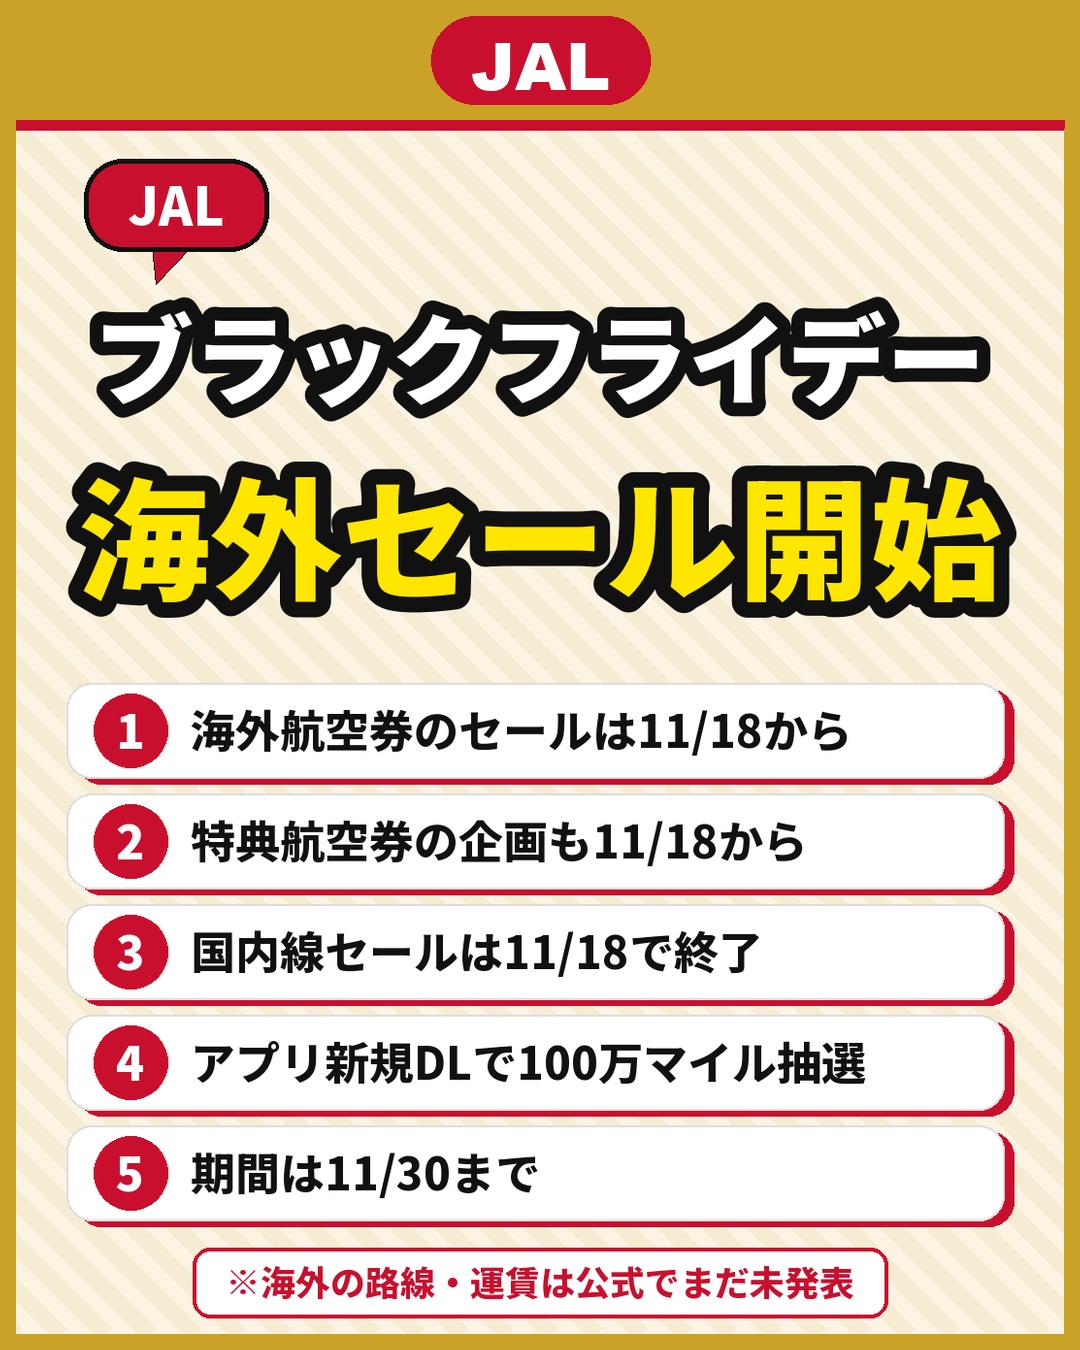 JAL
JAL
ブラックフライデー
海外セール開始
1 海外航空券のセールは11/18から
2 特典航空券の企画も11/18から
3 国内線セールは11/18で終了
4 アプリ新規DLで100万マイル抽選
5 期間は11/30まで
※海外の路線・運賃は公式でまだ未発表